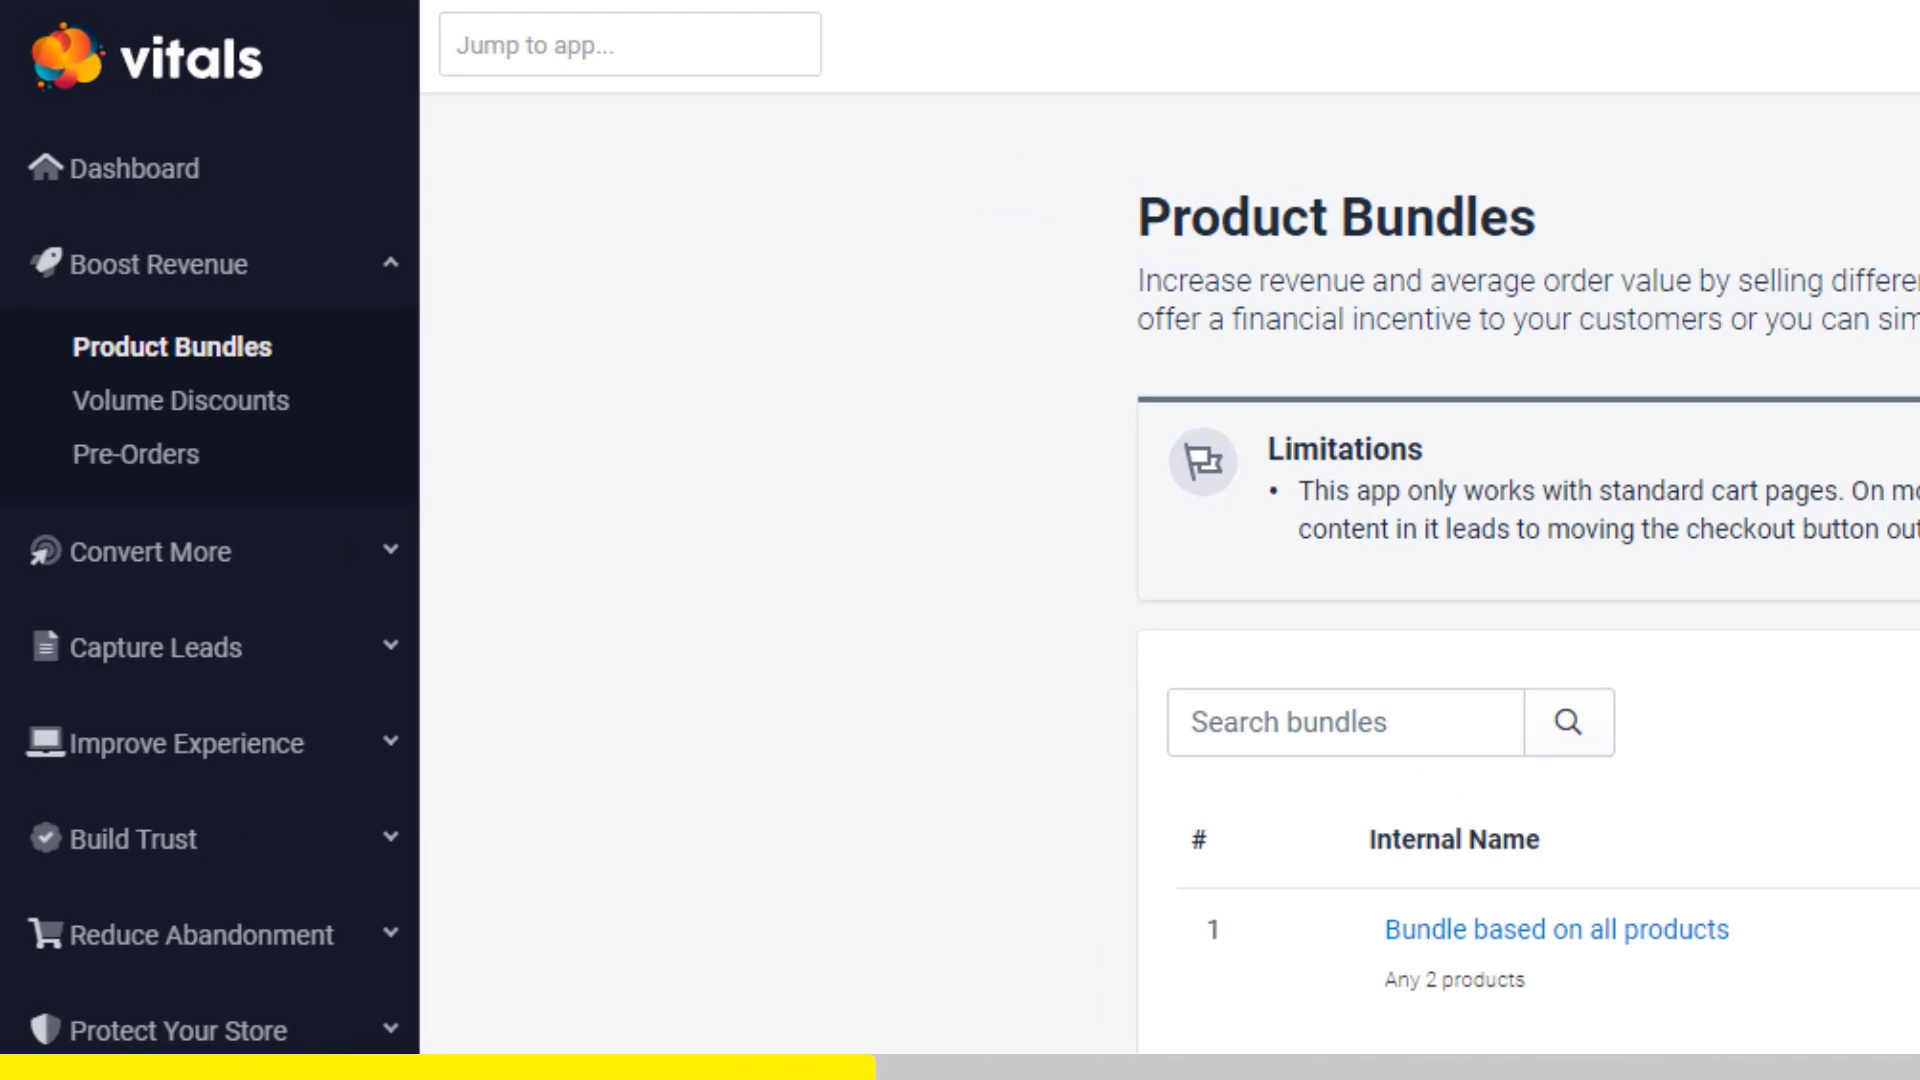 vitals
Jump to app...
Dashboard
Boost Revenue
Product Bundles
Volume Discounts
Pre-Orders
Convert More
Capture Leads
Improve Experience
Build Trust
Reduce Abandonment
Protect Your Store
Product Bundles
Increase revenue and average order value by selling
offer a financial incentive to your customers or you can
Limitations
• This app only works with standard cart pages. On
content in it leads to moving the checkout button
Search bundles
# Internal Name
1 Bundle based on all products
Any 2 products